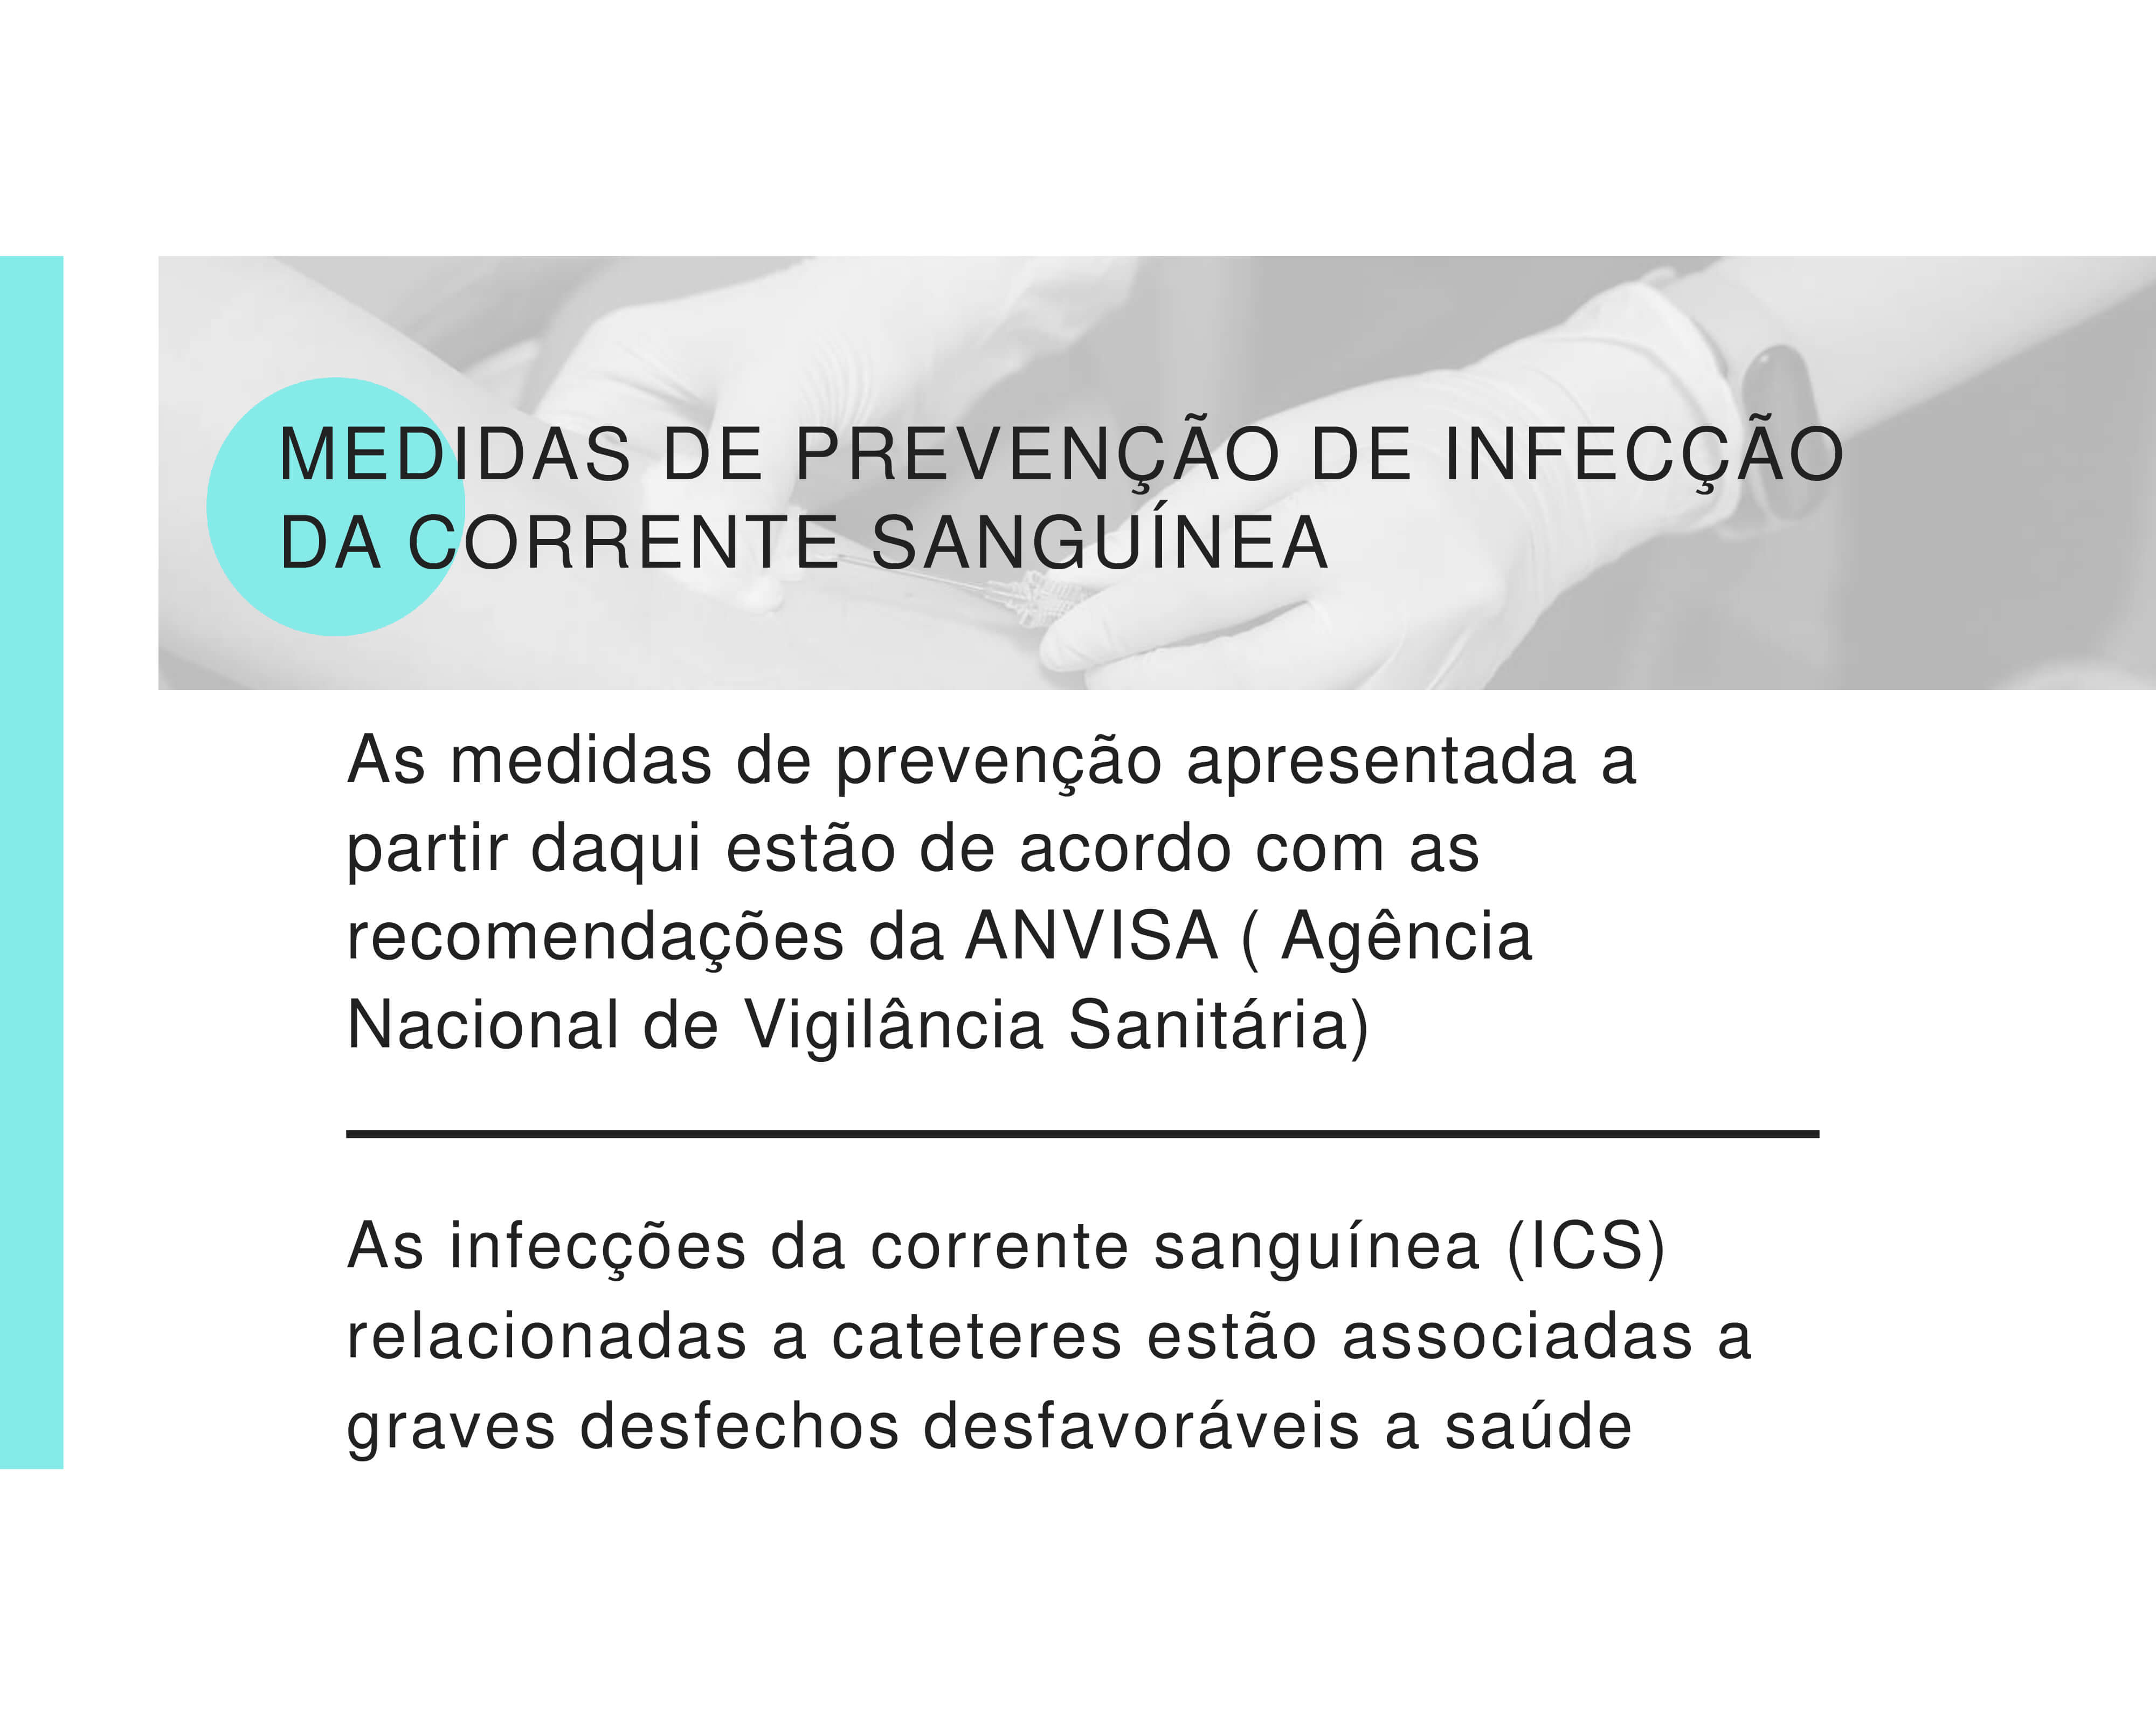 MEDIDAS DE PREVENÇÃO DE INFECÇÃO
DA CORRENTE SANGUÍNEA
As medidas de prevenção apresentada a
partir daqui estão de acordo com as
recomendações da ANVISA ( Agência
Nacional de Vigilância Sanitária)
As infecções da corrente sanguínea (ICS)
relacionadas a cateteres estão associadas a
graves desfechos desfavoráveis a saúde